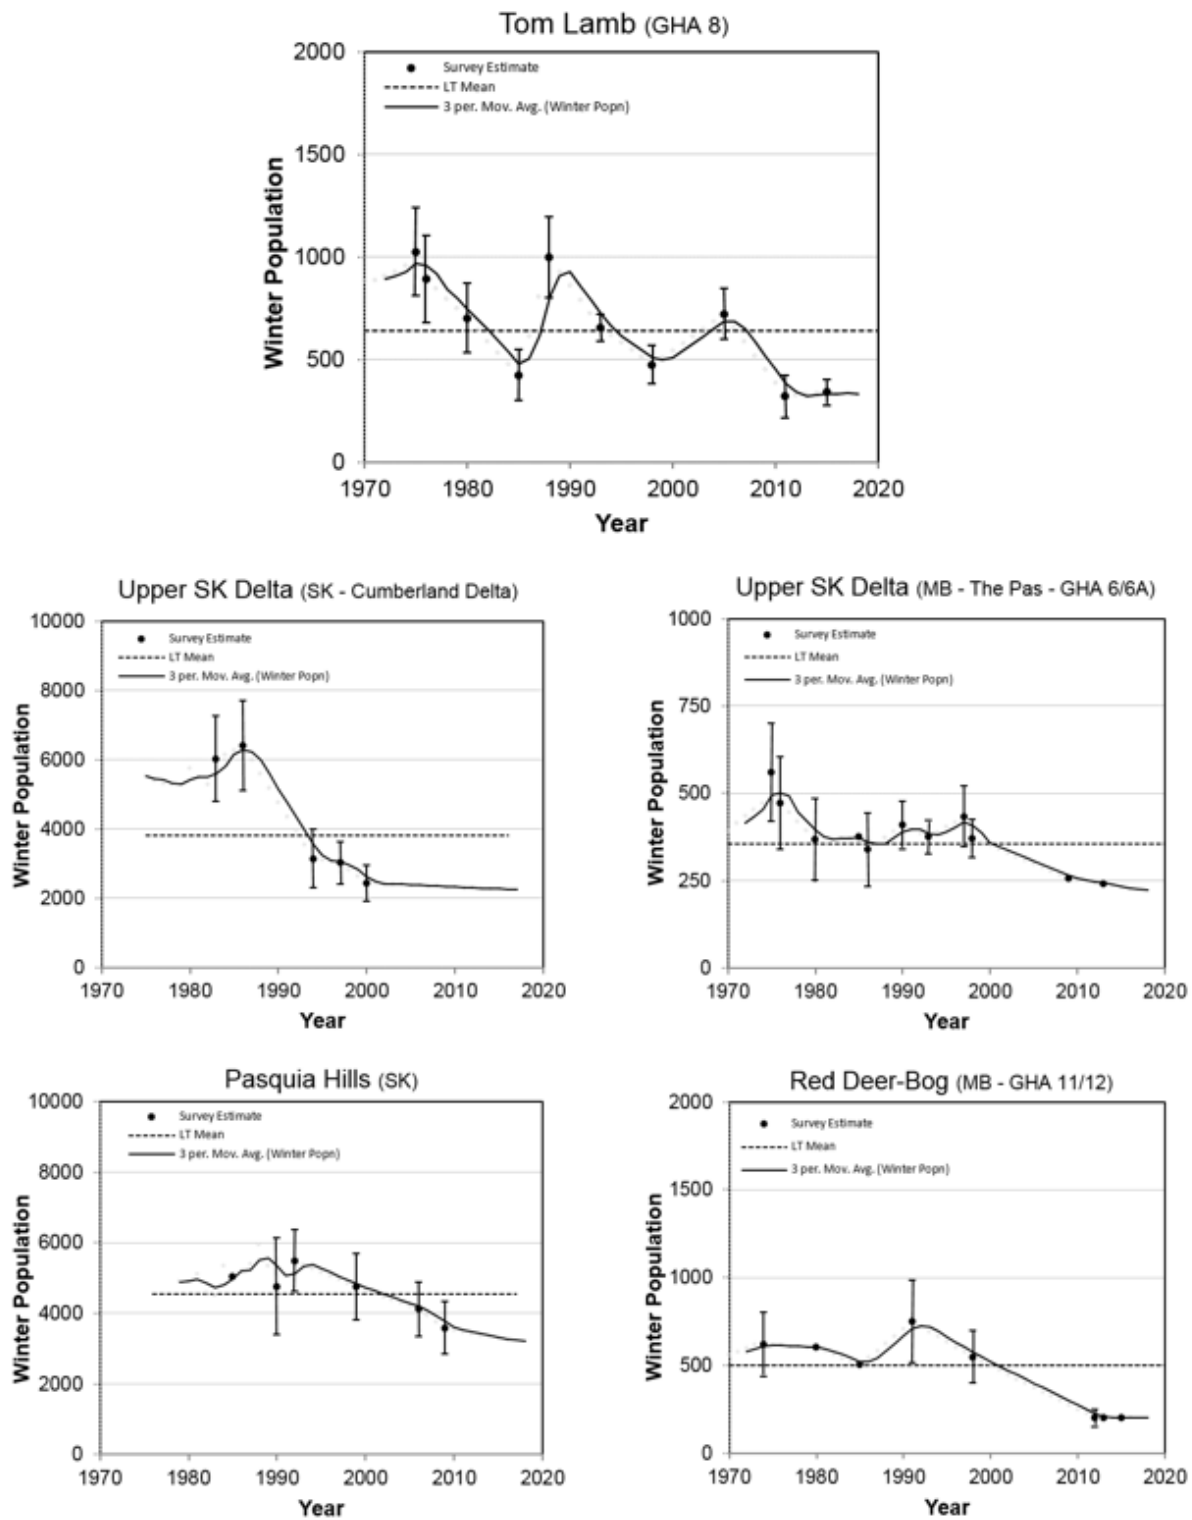 Tom Lamb (GHA 8)
2000
1500
1000
500
0
Winter Population
Survey Estimate
LT Mean
3 per. Mov. Avg. (Winter Popn)
1970 1980 1990 2000 2010 2020
Year
Upper SK Delta (SK - Cumberland Delta)
10000
8000
6000
4000
2000
0
Winter Population
Survey Estimate
LT Mean
3 per. Mov. Avg. (Winter Popn)
1970 1980 1990 2000 2010 2020
Year
Upper SK Delta (MB - The Pas - GHA 6/6A)
1000
750
500
250
0
Winter Population
Survey Estimate
LT Mean
3 per. Mov. Avg. (Winter Popn)
1970 1980 1990 2000 2010 2020
Year
Pasquia Hills (SK)
10000
8000
6000
4000
2000
0
Winter Population
Survey Estimate
LT Mean
3 per. Mov. Avg. (Winter Popn)
1970 1980 1990 2000 2010 2020
Year
Red Deer-Bog (MB - GHA 11/12)
2000
1500
1000
500
0
Winter Population
Survey Estimate
LT Mean
3 per. Mov. Avg. (Winter Popn)
1970 1980 1990 2000 2010 2020
Year